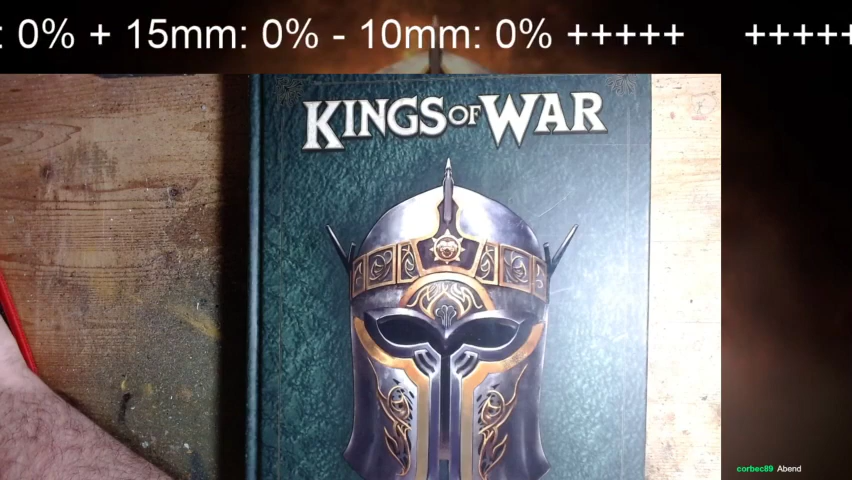 : 0% + 15mm: 0% - 10mm: 0% +++++ +++++
KINGS OF WAR
corbec89 Abend